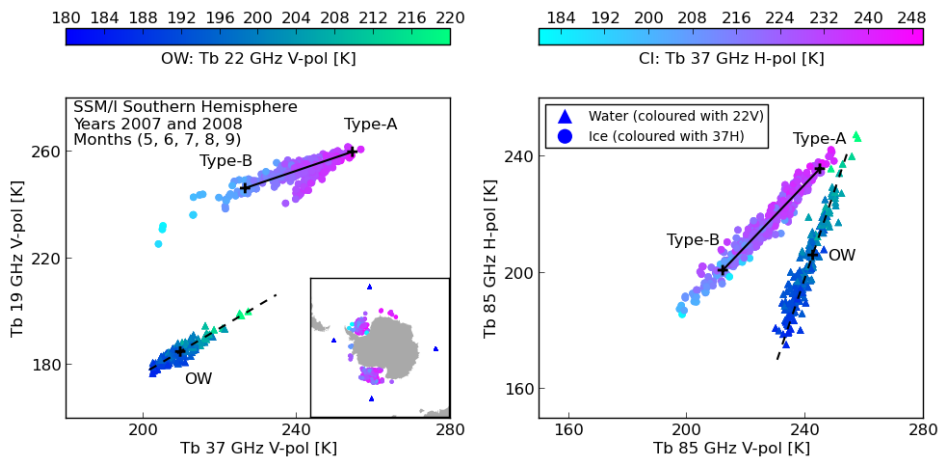 180 184 188 192 196 200 204 208 212 216 220
OW: Tb 22 GHz V-pol [K]
184 192 200 208 216 224 232 240 248
CI: Tb 37 GHz H-pol [K]
SSM/I Southern Hemisphere
Years 2007 and 2008
Months (5, 6, 7, 8, 9)
Type-A
Type-B
OW
260
220
180
Tb 19 GHz V-pol [K]
200 240 280
Tb 37 GHz V-pol [K]
Water (coloured with 22V)
Ice (coloured with 37H)
Type-A
Type-B
OW
240
200
160
Tb 85 GHz H-pol [K]
160 200 240 280
Tb 85 GHz V-pol [K]